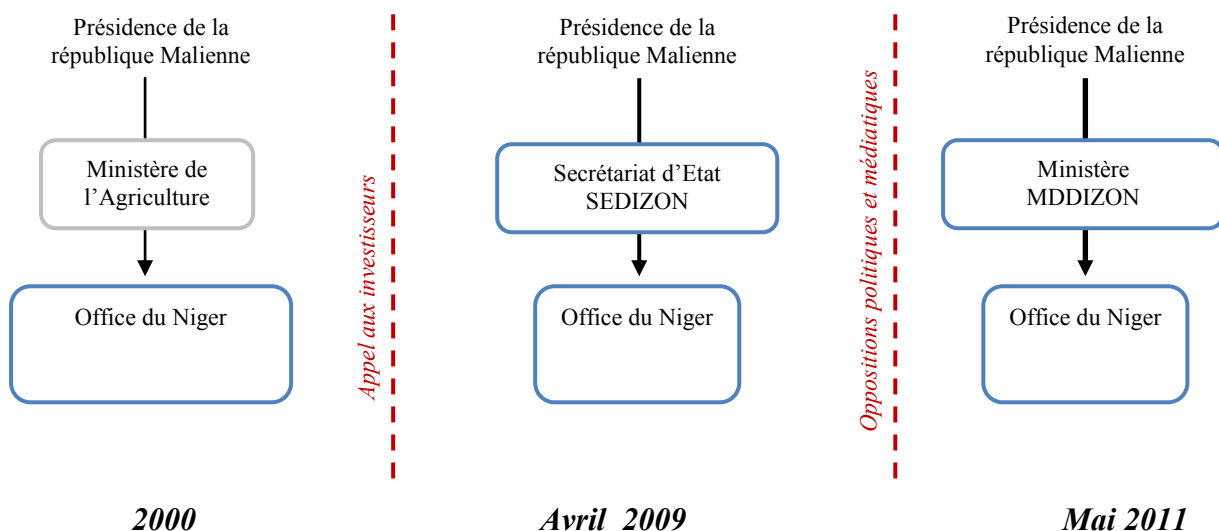 Présidence de la
république Malienne
Ministère de
l’Agriculture
Office du Niger
2000
Appel aux investisseurs
Présidence de la
république Malienne
Secrétariat d’Etat
SEDIZON
Office du Niger
Avril 2009
Oppositions politiques et médiatiques
Présidence de la
république Malienne
Ministère
MDDIZON
Office du Niger
Mai 2011